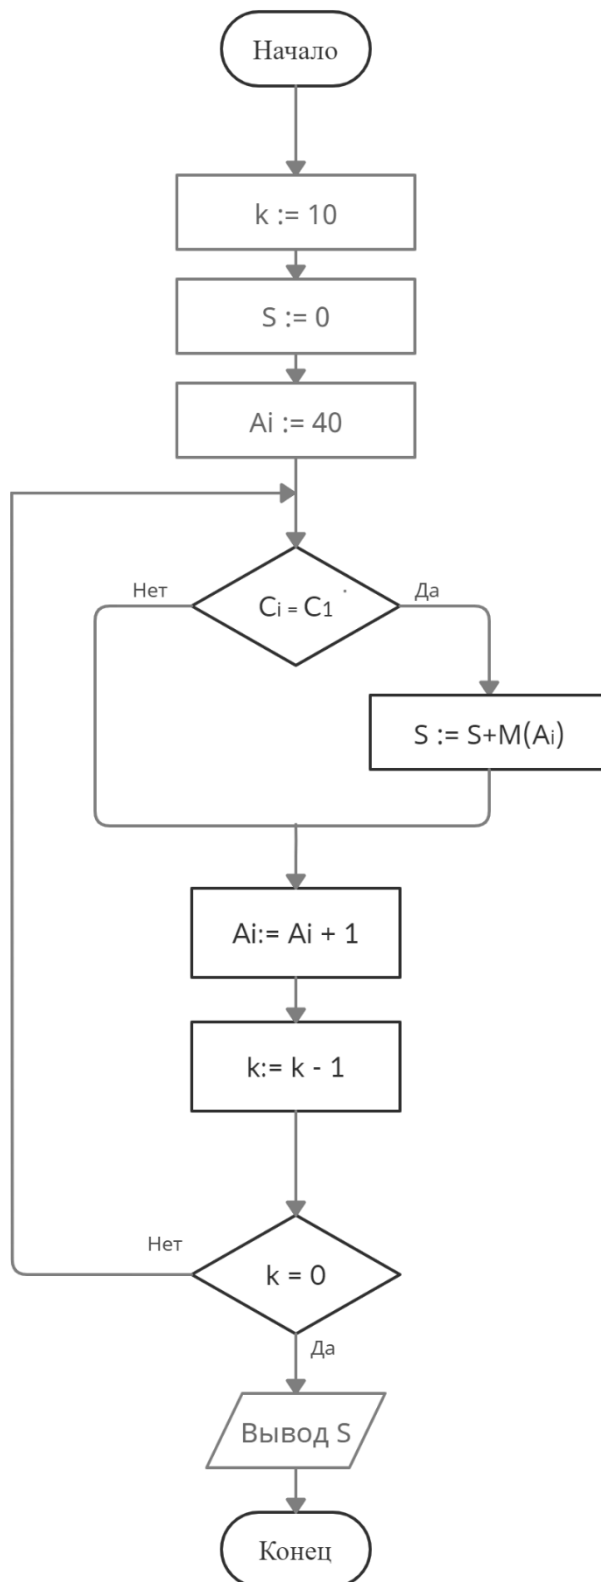 Начало
k := 10
S := 0
Ai := 40
Нет
Ci = C1
Да
S := S+M(Ai)
Ai:= Ai + 1
k:= k - 1
Нет
k = 0
Да
Вывод S
Конец